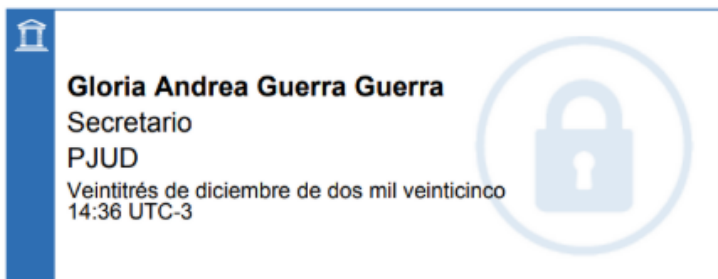 Gloria Andrea Guerra Guerra
Secretario
PJUD
Veintitrés de diciembre de dos mil veinticinco
14:36 UTC-3